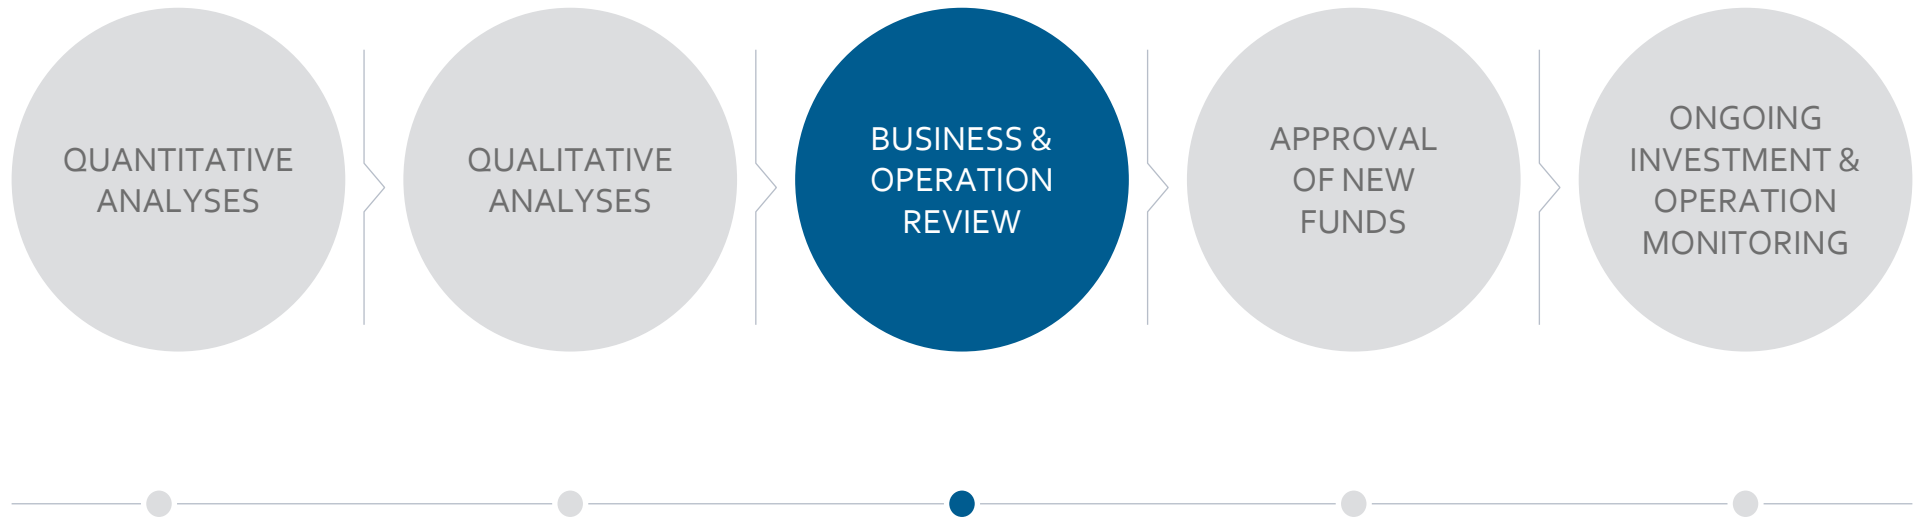 QUANTITATIVE
ANALYSES
QUALITATIVE
ANALYSES
BUSINESS &
OPERATION
REVIEW
APPROVAL
OF NEW
FUNDS
ONGOING
INVESTMENT &
OPERATION
MONITORING